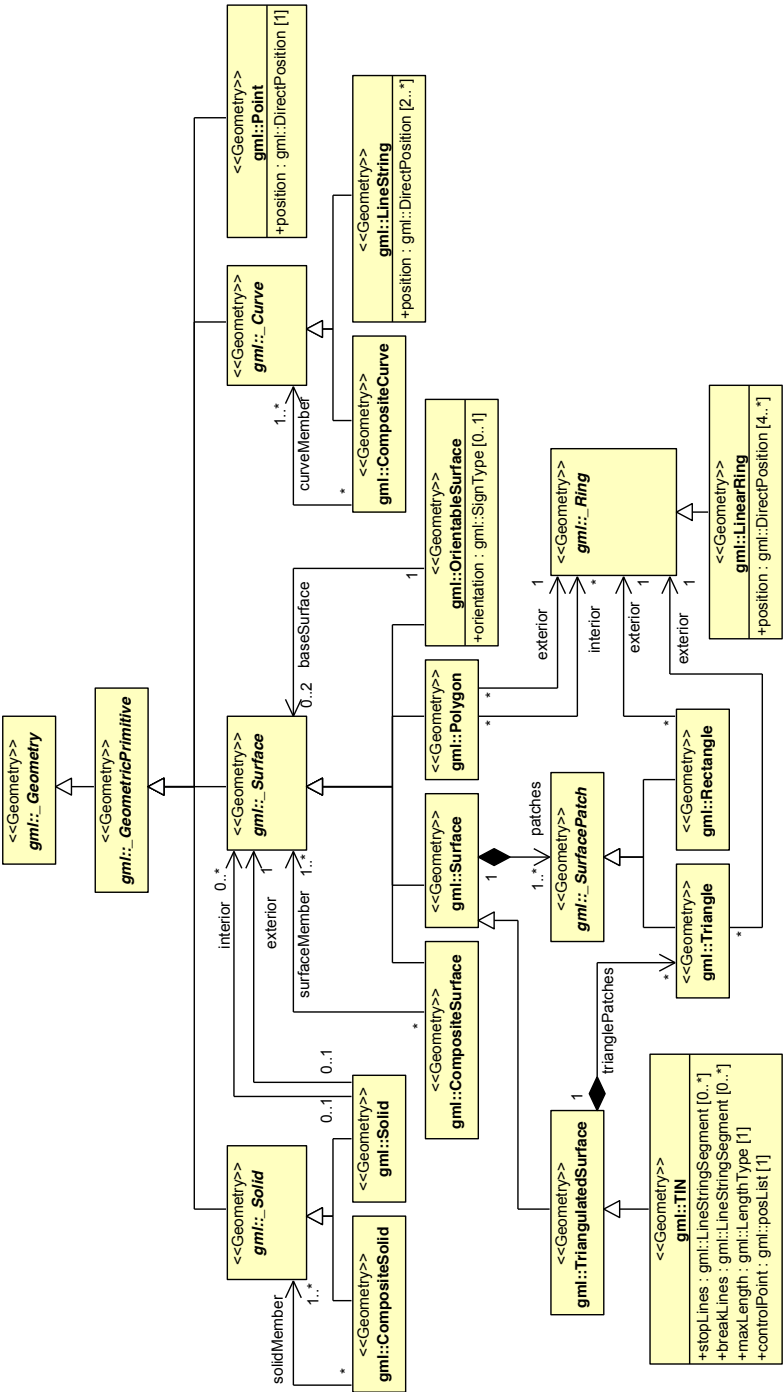 <<Geometry>>
gml::_Geometry
<<Geometry>>
gml::_GeometricPrimitive
<<Geometry>>
gml::_Solid
<<Geometry>>
gml::_Surface
<<Geometry>>
gml::_Curve
<<Geometry>>
gml::Point
+position : gml::DirectPosition [1]
solidMember
1..*
*
interior
0..*
0..1
exterior
1
0..1
surfaceMember
1..*
*
baseSurface
0..2
1
curveMember
1..*
*
<<Geometry>>
gml::CompositeSolid
<<Geometry>>
gml::Solid
<<Geometry>>
gml::CompositeCurve
<<Geometry>>
gml::LineString
+position : gml::DirectPosition [2..*]
<<Geometry>>
gml::CompositeSurface
<<Geometry>>
gml::Surface
<<Geometry>>
gml::Polygon
<<Geometry>>
gml::OrientableSurface
+orientation : gml::SignType [0..1]
1
patches
1..*
*
exterior
1
*
interior
*
<<Geometry>>
gml::TriangulatedSurface
1
trianglePatches
*
<<Geometry>>
gml::_SurfacePatch
<<Geometry>>
gml::_Ring
exterior
1
*
exterior
1
*
<<Geometry>>
gml::TIN
+stopLines : gml::LineStringSegment [0..*]
+breakLines : gml::LineStringSegment [0..*]
+maxLength : gml::LengthType [1]
+controlPoint : gml::posList [1]
<<Geometry>>
gml::Triangle
<<Geometry>>
gml::Rectangle
<<Geometry>>
gml::LinearRing
+position : gml::DirectPosition [4..*]